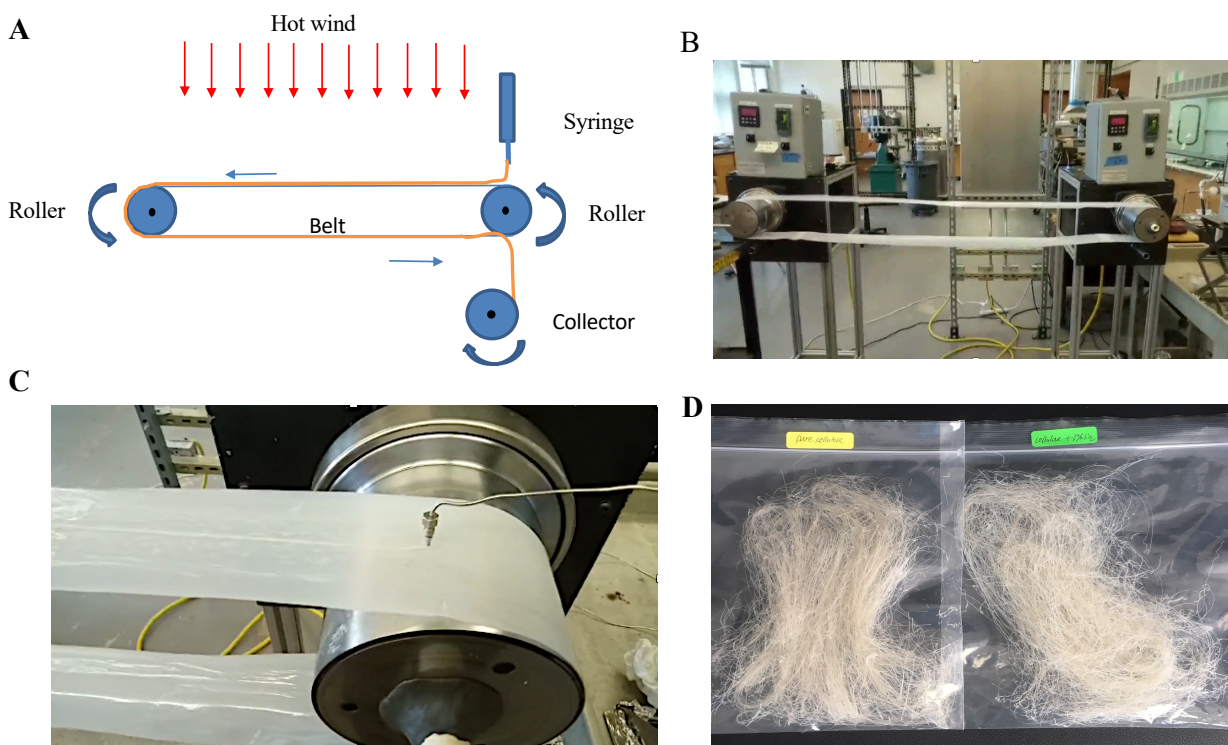 A
Hot wind
Syringe
Roller
Belt
Roller
Collector
B
C
D
pure cellulose